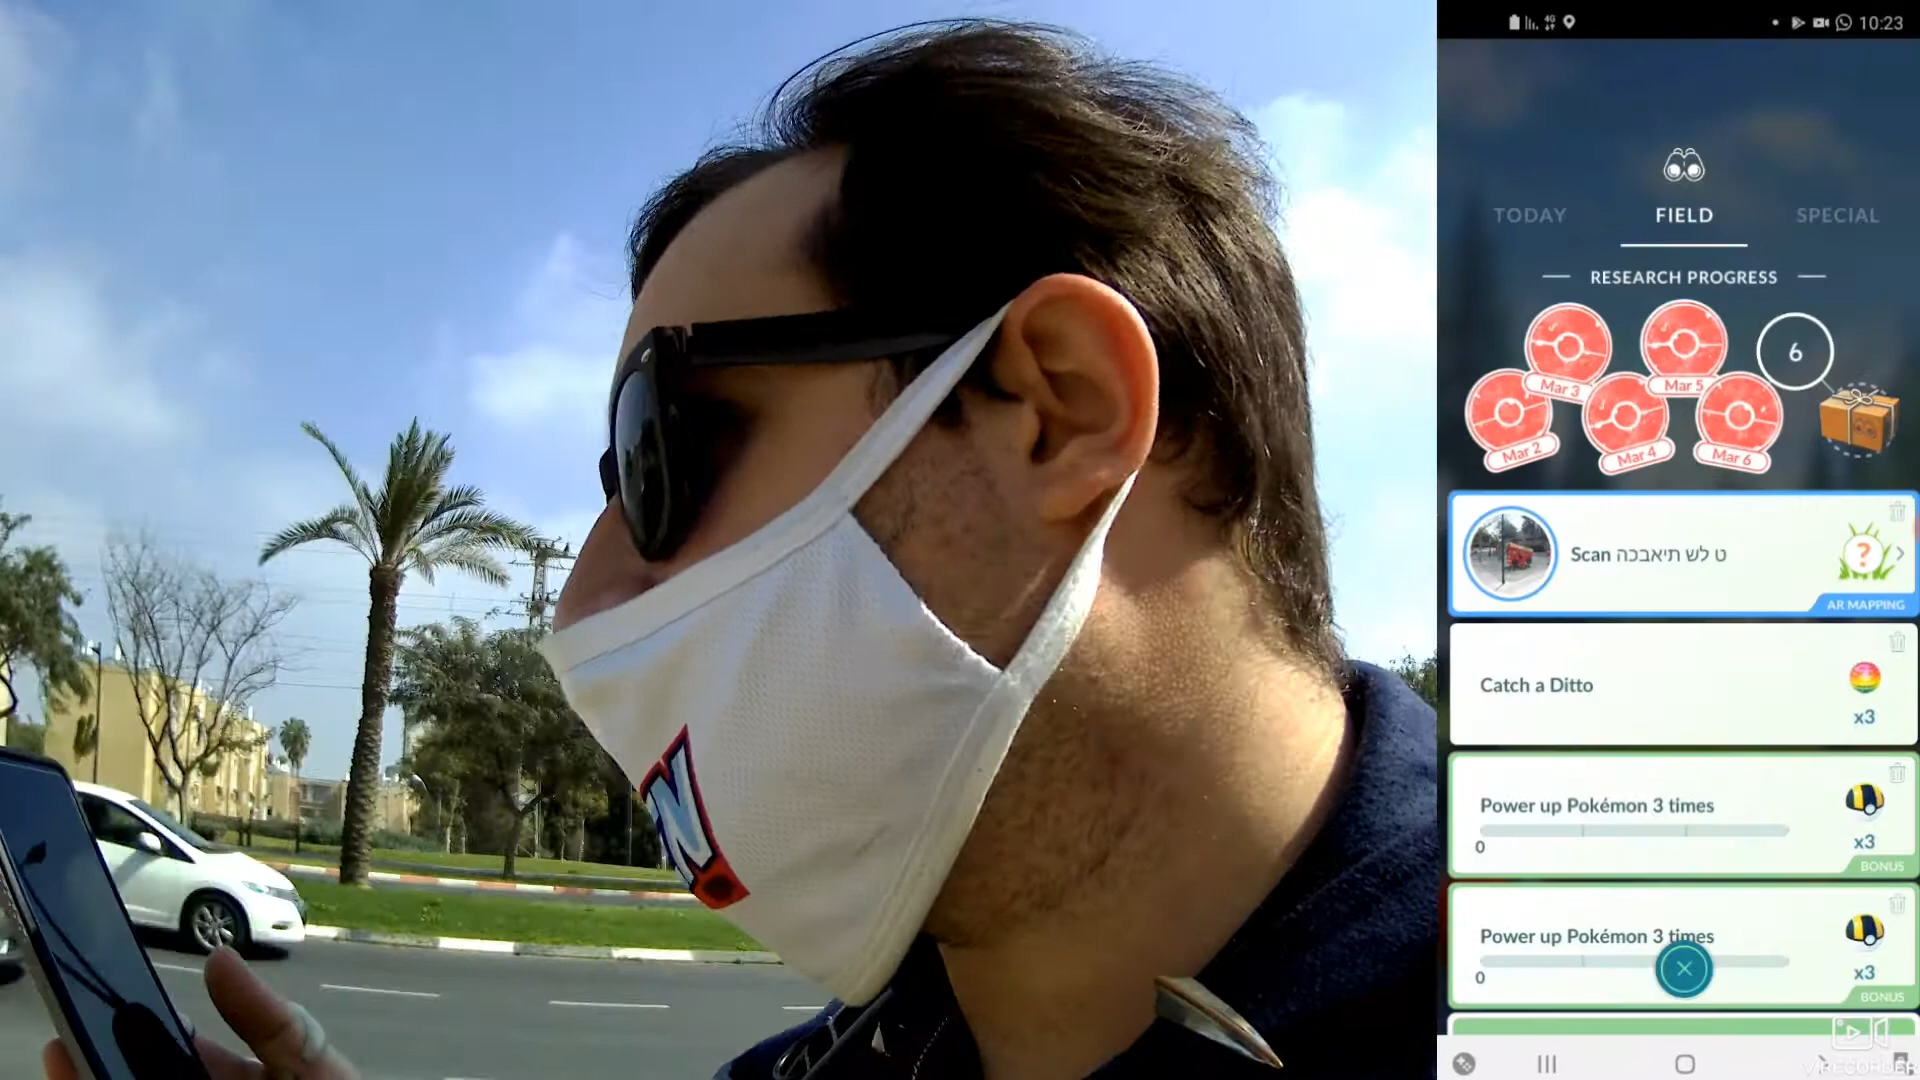 N
10:23
TODAY
FIELD
SPECIAL
RESEARCH PROGRESS
6
Mar 3
Mar 5
Mar 2
Mar 4
Mar 6
Scan הכבאית של ט
AR MAPPING
Catch a Ditto
x3
Power up Pokémon 3 times
0
x3
BONUS
Power up Pokémon 3 times
0
x3
BONUS
V RECORDER